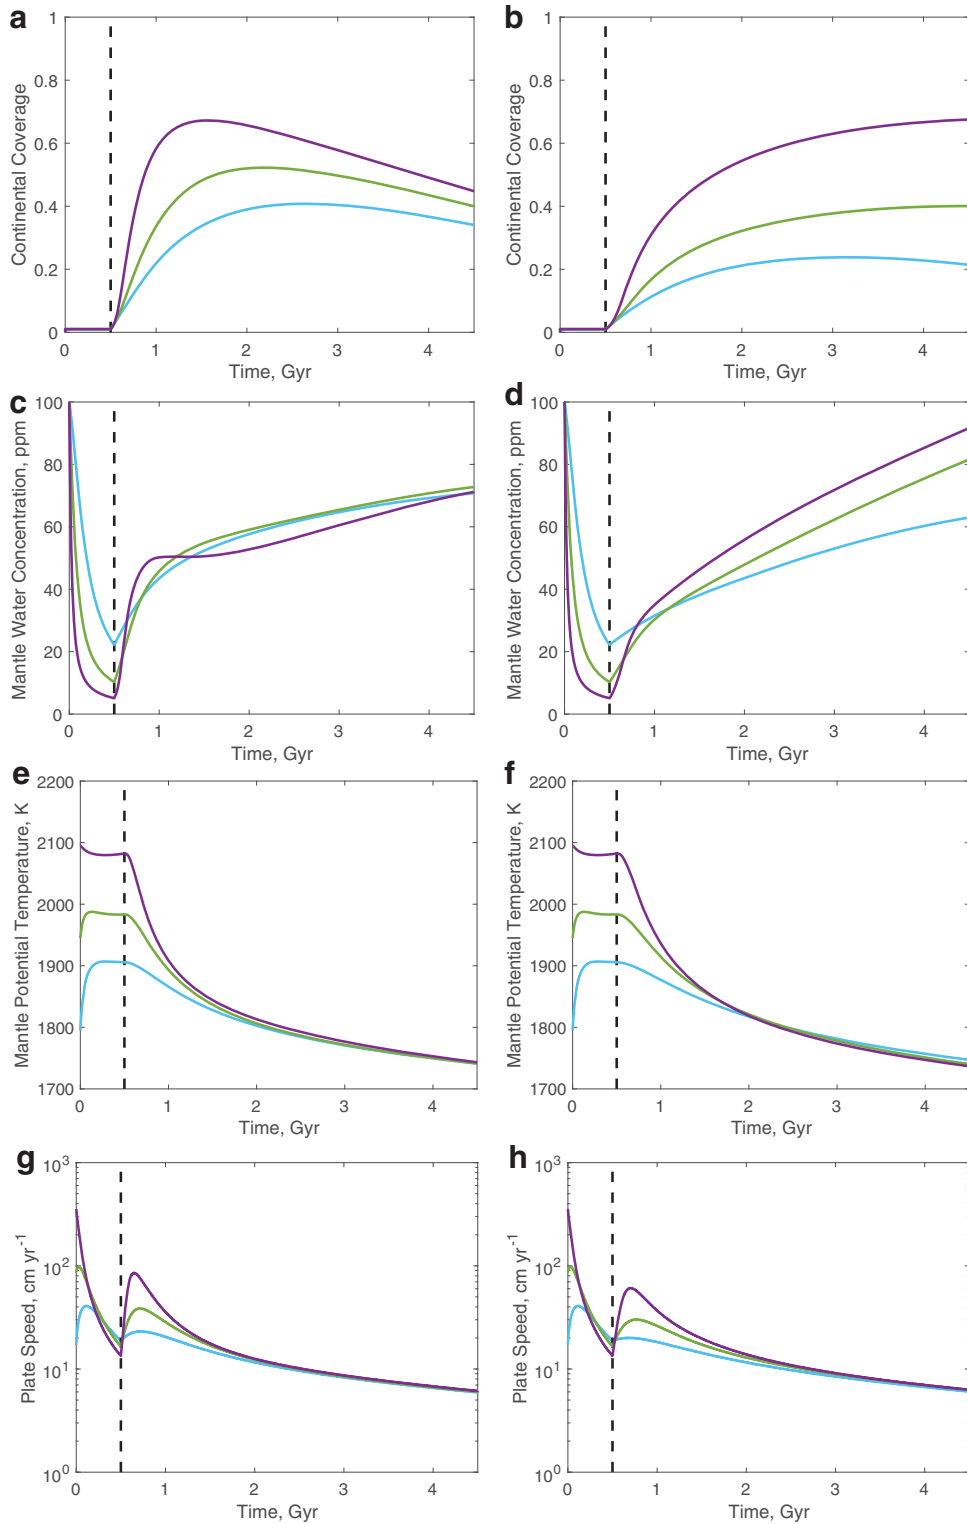 a
Continental Coverage
1
0.8
0.6
0.4
0.2
0
0 1 2 3 4
Time, Gyr
b
Continental Coverage
1
0.8
0.6
0.4
0.2
0
0 1 2 3 4
Time, Gyr
c
Mantle Water Concentration, ppm
100
80
60
40
20
0
0 1 2 3 4
Time, Gyr
d
Mantle Water Concentration, ppm
100
80
60
40
20
0
0 1 2 3 4
Time, Gyr
e
Mantle Potential Temperature, K
2200
2100
2000
1900
1800
1700
0 1 2 3 4
Time, Gyr
f
Mantle Potential Temperature, K
2200
2100
2000
1900
1800
1700
0 1 2 3 4
Time, Gyr
g
Plate Speed, cm yr⁻¹
10³
10²
10¹
10⁰
0 1 2 3 4
Time, Gyr
h
Plate Speed, cm yr⁻¹
10³
10²
10¹
10⁰
0 1 2 3 4
Time, Gyr